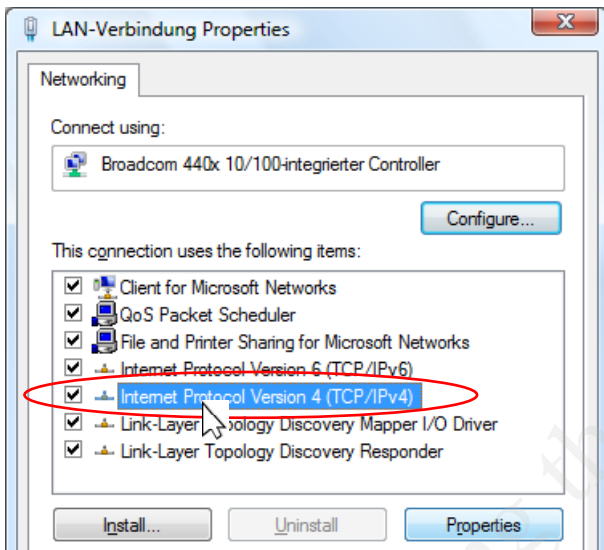 LAN-Verbindung Properties
Networking
Connect using:
Broadcom 440x 10/100-integrierter Controller
Configure...
This connection uses the following items:
Client for Microsoft Networks
QoS Packet Scheduler
File and Printer Sharing for Microsoft Networks
Internet Protocol Version 6 (TCP/IPv6)
Internet Protocol Version 4 (TCP/IPv4)
Link-Layer Topology Discovery Mapper I/O Driver
Link-Layer Topology Discovery Responder
Install...
Uninstall
Properties